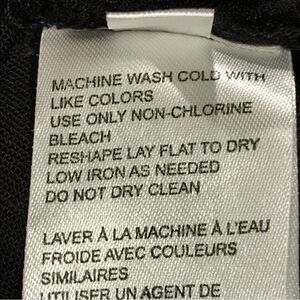 MACHINE WASH COLD WITH
LIKE COLORS
USE ONLY NON-CHLORINE
BLEACH
RESHAPE LAY FLAT TO DRY
LOW IRON AS NEEDED
DO NOT DRY CLEAN
LAVER À LA MACHINE À L'EAU
FROIDE AVEC COULEURS
SIMILAIRES
UTILISER UN AGENT DE